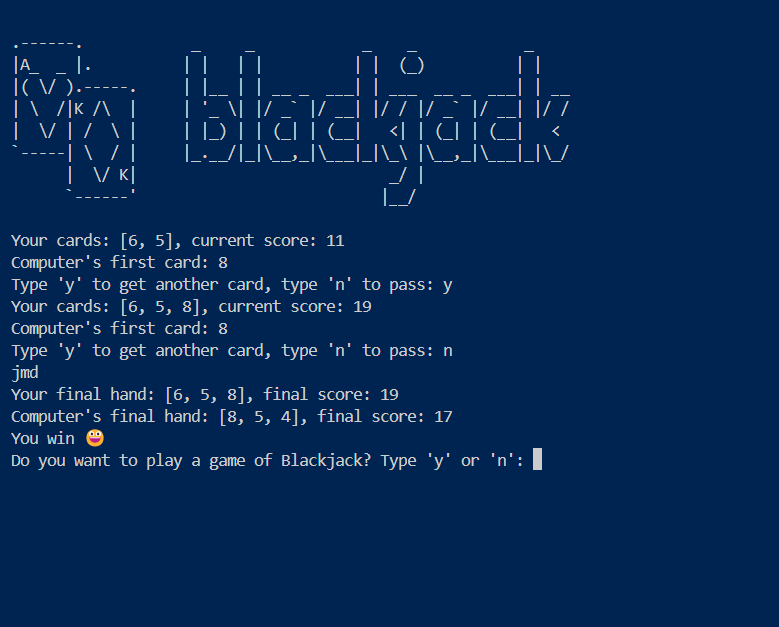 .------.            _     _            _    _            _
|A_  _ |.          | |   | |          | |  (_)          | |
|( \/ ).-----.     | |__ | | __ _  ___| | ___  __ _  ___| | __
| \  /|K /\  |     | '_ \| |/ _` |/ __| |/ / |/ _` |/ __| |/ /
|  \/ | /  \ |     | |_) | | (_| | (__|   <| | (_| | (__|   <
`-----| \  / |     |_.__/|_|\__,_|\___|_|\_\ |\__,_|\___|_|\_/
      |  \/ K|                            _/ |
      `------'                           |__/
Your cards: [6, 5], current score: 11
Computer's first card: 8
Type 'y' to get another card, type 'n' to pass: y
Your cards: [6, 5, 8], current score: 19
Computer's first card: 8
Type 'y' to get another card, type 'n' to pass: n
jmd
Your final hand: [6, 5, 8], final score: 19
Computer's final hand: [8, 5, 4], final score: 17
You win 😃
Do you want to play a game of Blackjack? Type 'y' or 'n':